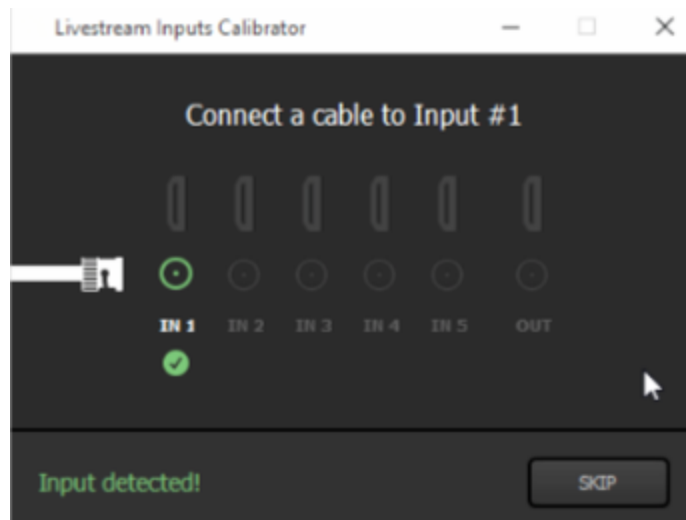 Livestream Inputs Calibrator
Connect a cable to Input #1
IN 1 IN 2 IN 3 IN 4 IN 5 OUT
Input detected!
SKIP